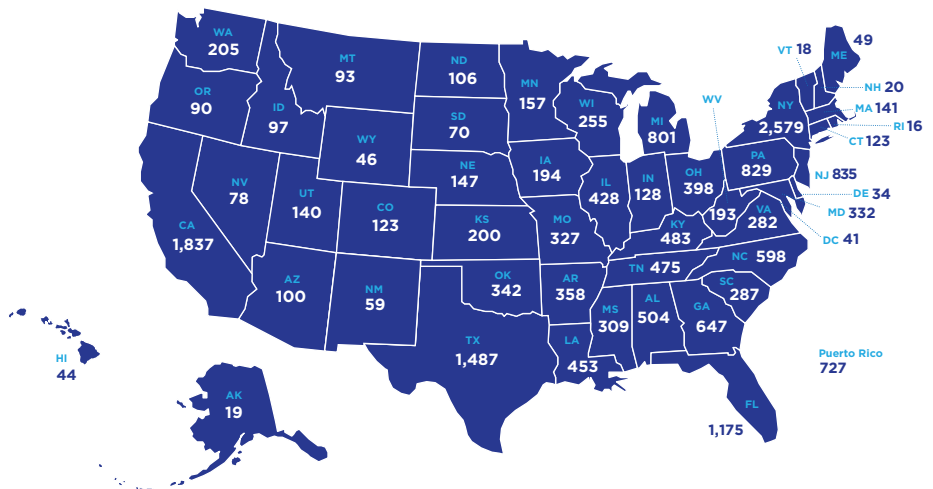 WA
205
OR
90
ID
97
MT
93
ND
106
SD
70
WY
46
NE
147
MN
157
WI
255
MI
801
IA
194
IL
428
IN
128
OH
398
WV
193
PA
829
NY
2,579
VT 18
ME
49
NH 20
MA 141
RI 16
CT 123
NJ 835
DE 34
MD 332
DC 41
VA
282
KY
483
NC 598
TN 475
SC
287
GA
647
AL
504
MS
309
AR
358
LA
453
MO
327
KS
200
OK
342
TX
1,487
CO
123
NM
59
UT
140
AZ
100
NV
78
CA
1,837
HI
44
AK
19
FL
1,175
Puerto Rico
727